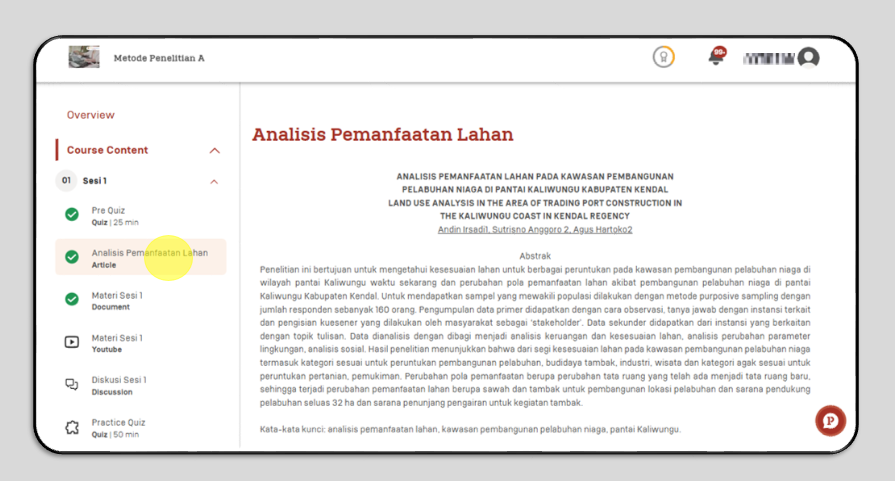 Metode Penelitian A
99+
Overview
Course Content
01 Sesi 1
Pre Quiz
Quiz | 25 min
Analisis Pemanfaatan Lahan
Article
Materi Sesi 1
Document
Materi Sesi 1
Youtube
Diskusi Sesi 1
Discussion
Practice Quiz
Quiz | 50 min
Analisis Pemanfaatan Lahan
ANALISIS PEMANFAATAN LAHAN PADA KAWASAN PEMBANGUNAN
PELABUHAN NIAGA DI PANTAI KALIWUNGU KABUPATEN KENDAL
LAND USE ANALYSIS IN THE AREA OF TRADING PORT CONSTRUCTION IN
THE KALIWUNGU COAST IN KENDAL REGENCY
Andin Irsadi1, Sutrisno Anggoro 2, Agus Hartoko2
Abstrak
Penelitian ini bertujuan untuk mengetahui kesesuaian lahan untuk berbagai peruntukan pada kawasan pembangunan pelabuhan niaga di
wilayah pantai Kaliwungu waktu sekarang dan perubahan pola pemanfaatan lahan akibat pembangunan pelabuhan niaga di pantai
Kaliwungu Kabupaten Kendal. Untuk mendapatkan sampel yang mewakili populasi dilakukan dengan metode purposive sampling dengan
jumlah responden sebanyak 160 orang. Pengumpulan data primer didapatkan dengan cara observasi, tanya jawab dengan instansi terkait
dan pengisian kuesener yang dilakukan oleh masyarakat sebagai 'stakeholder'. Data sekunder didapatkan dari instansi yang berkaitan
dengan topik tulisan. Data dianalisis dengan dibagi menjadi analisis keruangan dan kesesuaian lahan, analisis perubahan parameter
lingkungan, analisis sosial. Hasil penelitian menunjukkan bahwa dari segi kesesuaian lahan pada kawasan pembangunan pelabuhan niaga
termasuk kategori sesuai untuk peruntukan pembangunan pelabuhan, budidaya tambak, industri, wisata dan kategori agak sesuai untuk
peruntukan pertanian, pemukiman. Perubahan pola pemanfaatan berupa perubahan tata ruang yang telah ada menjadi tata ruang baru,
sehingga terjadi perubahan pemanfaatan lahan berupa sawah dan tambak untuk pembangunan lokasi pelabuhan dan sarana pendukung
pelabuhan seluas 32 ha dan sarana penunjang pengairan untuk kegiatan tambak.
Kata-kata kunci: analisis pemanfaatan lahan, kawasan pembangunan pelabuhan niaga, pantai Kaliwungu.
P